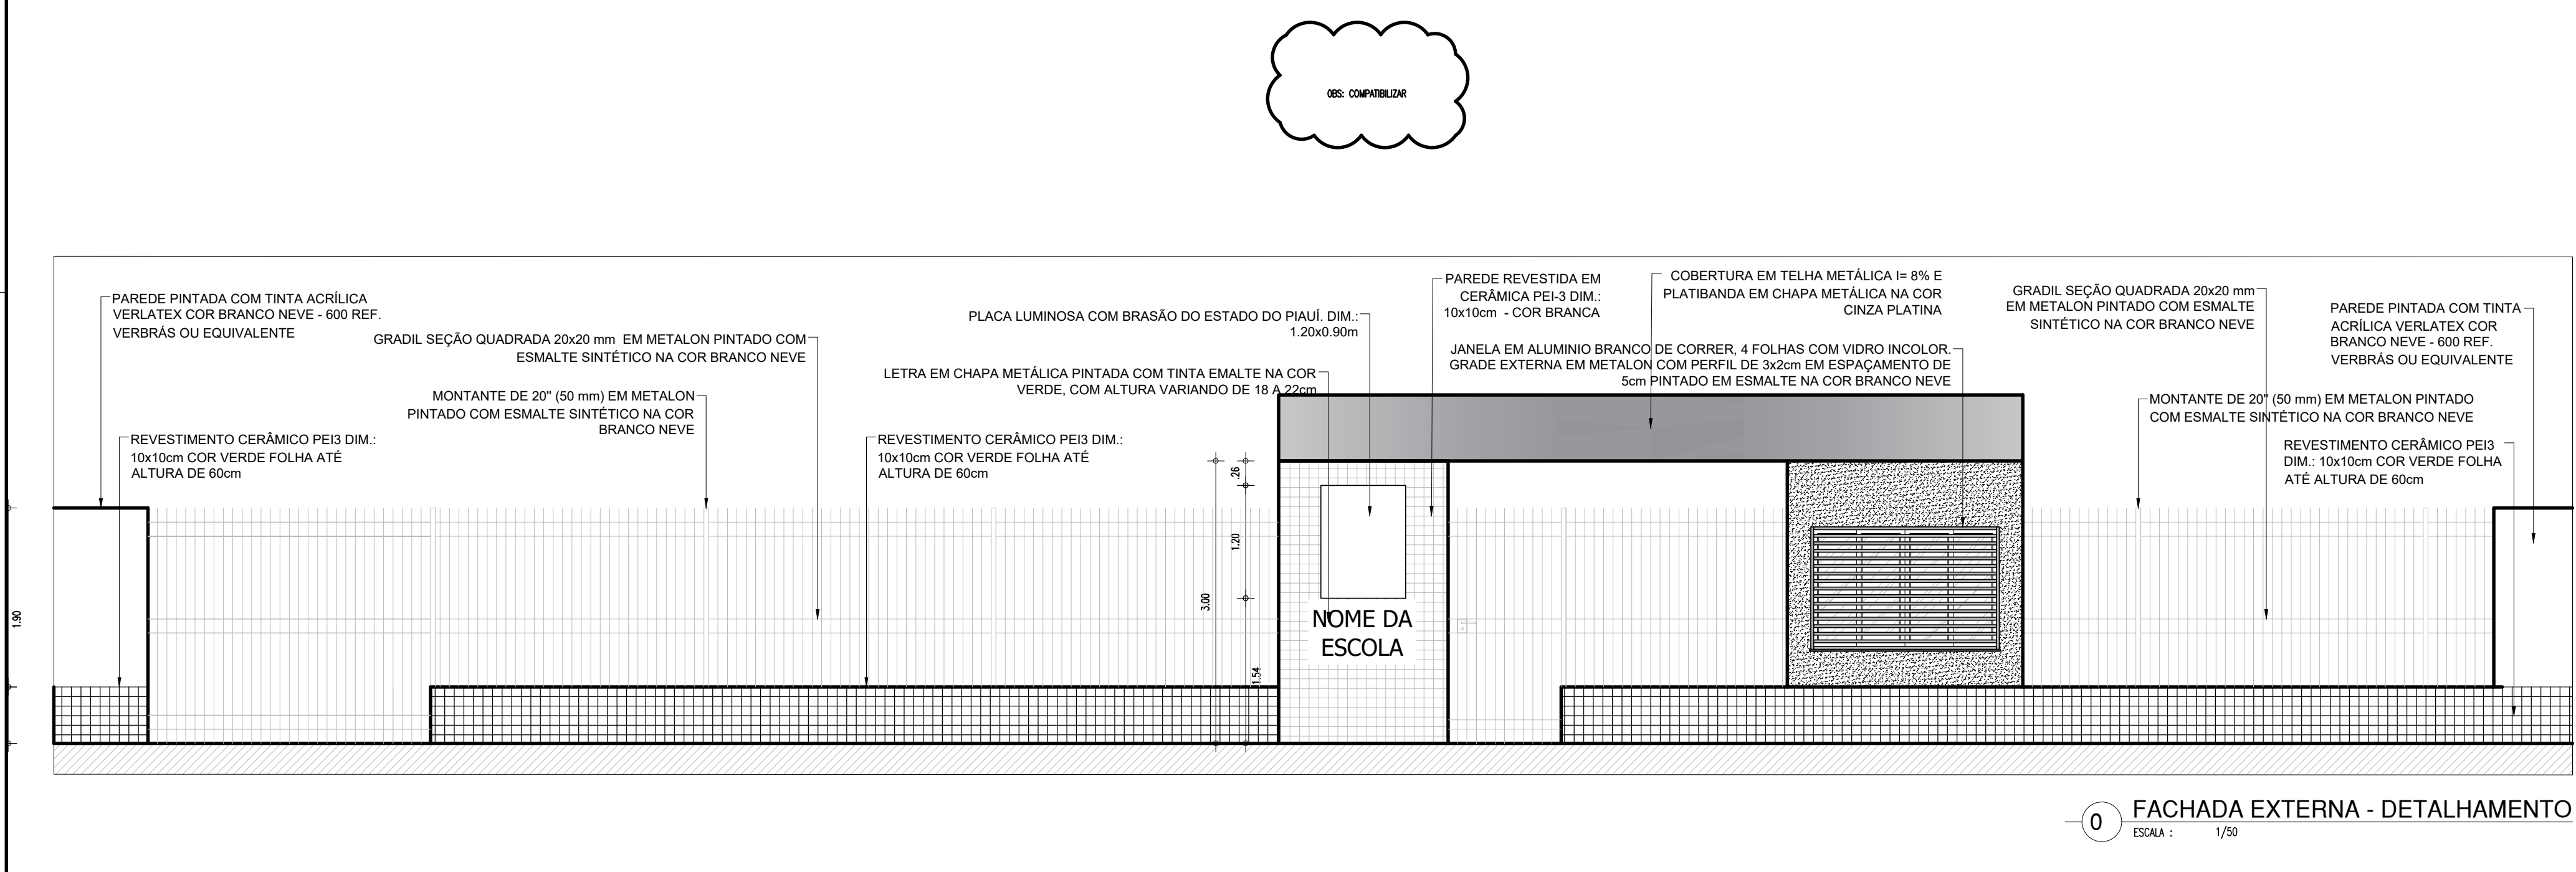 OBS: COMPATIBILIZAR
PAREDE PINTADA COM TINTA ACRÍLICA
VERLATEX COR BRANCO NEVE - 600 REF.
VERBRÁS OU EQUIVALENTE
GRADIL SEÇÃO QUADRADA 20x20 mm EM METALON PINTADO COM
ESMALTE SINTÉTICO NA COR BRANCO NEVE
MONTANTE DE 20" (50 mm) EM METALON
PINTADO COM ESMALTE SINTÉTICO NA COR
BRANCO NEVE
REVESTIMENTO CERÂMICO PEI3 DIM.:
10x10cm COR VERDE FOLHA ATÉ
ALTURA DE 60cm
REVESTIMENTO CERÂMICO PEI3 DIM.:
10x10cm COR VERDE FOLHA ATÉ
ALTURA DE 60cm
PLACA LUMINOSA COM BRASÃO DO ESTADO DO PIAUÍ. DIM.:
1.20x0.90m
LETRA EM CHAPA METÁLICA PINTADA COM TINTA EMALTE NA COR
VERDE, COM ALTURA VARIANDO DE 18 A 22cm
PAREDE REVESTIDA EM
CERÂMICA PEI-3 DIM.:
10x10cm - COR BRANCA
COBERTURA EM TELHA METÁLICA I= 8% E
PLATIBANDA EM CHAPA METÁLICA NA COR
CINZA PLATINA
JANELA EM ALUMINIO BRANCO DE CORRER, 4 FOLHAS COM VIDRO INCOLOR.
GRADE EXTERNA EM METALON COM PERFIL DE 3x2cm EM ESPAÇAMENTO DE
5cm PINTADO EM ESMALTE NA COR BRANCO NEVE
GRADIL SEÇÃO QUADRADA 20x20 mm
EM METALON PINTADO COM ESMALTE
SINTÉTICO NA COR BRANCO NEVE
PAREDE PINTADA COM TINTA
ACRÍLICA VERLATEX COR
BRANCO NEVE - 600 REF.
VERBRÁS OU EQUIVALENTE
MONTANTE DE 20" (50 mm) EM METALON PINTADO
COM ESMALTE SINTÉTICO NA COR BRANCO NEVE
REVESTIMENTO CERÂMICO PEI3
DIM.: 10x10cm COR VERDE FOLHA
ATÉ ALTURA DE 60cm
1.90
3.00
.26
1.20
1.54
NOME DA
ESCOLA
0
FACHADA EXTERNA - DETALHAMENTO
ESCALA : 1/50